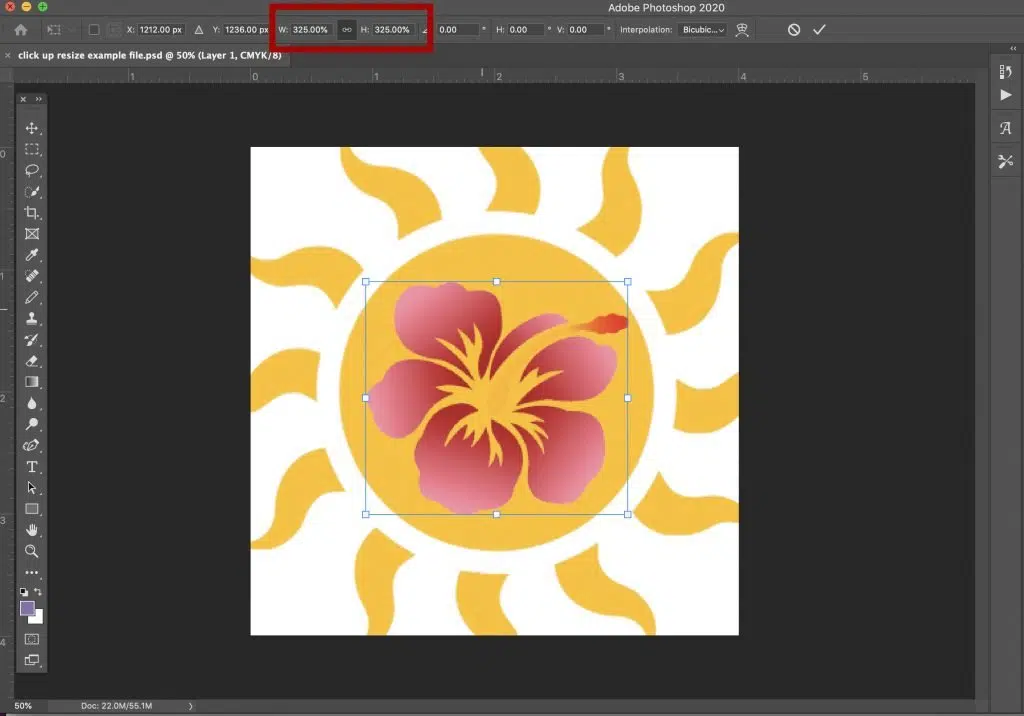 Adobe Photoshop 2020
X: 1212.00 px Y: 1236.00 px W: 325.00% H: 325.00% 0.00 ° H: 0.00 ° V: 0.00 ° Interpolation: Bicubic...
× click up resize example file.psd @ 50% (Layer 1, CMYK/8)
1 0 1 2 3 4 5
0
1
2
3
4
T
A
50% Doc: 22.0M/55.1M